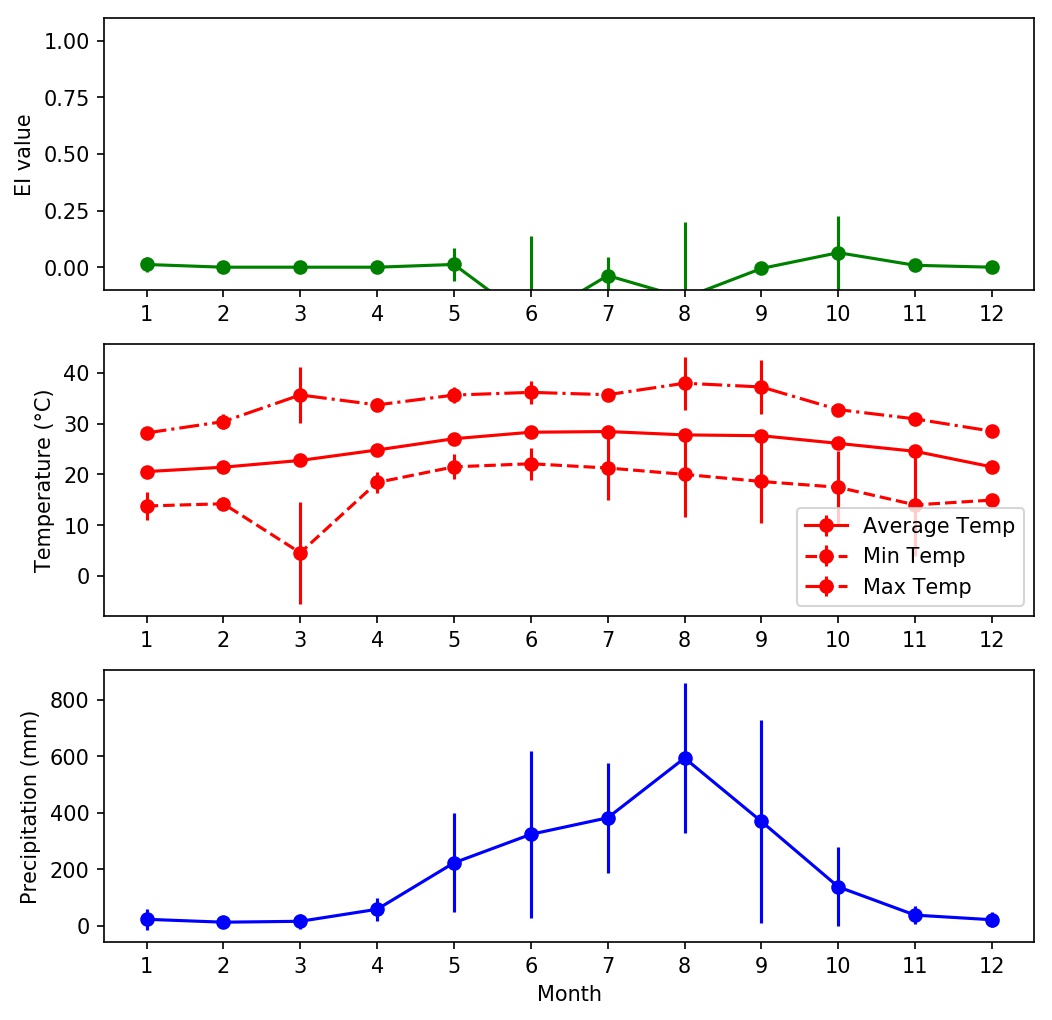 EI value
1.00
0.75
0.50
0.25
0.00
1 2 3 4 5 6 7 8 9 10 11 12
Temperature (°C)
40
30
20
10
0
Average Temp
Min Temp
Max Temp
1 2 3 4 5 6 7 8 9 10 11 12
Precipitation (mm)
800
600
400
200
0
1 2 3 4 5 6 7 8 9 10 11 12
Month